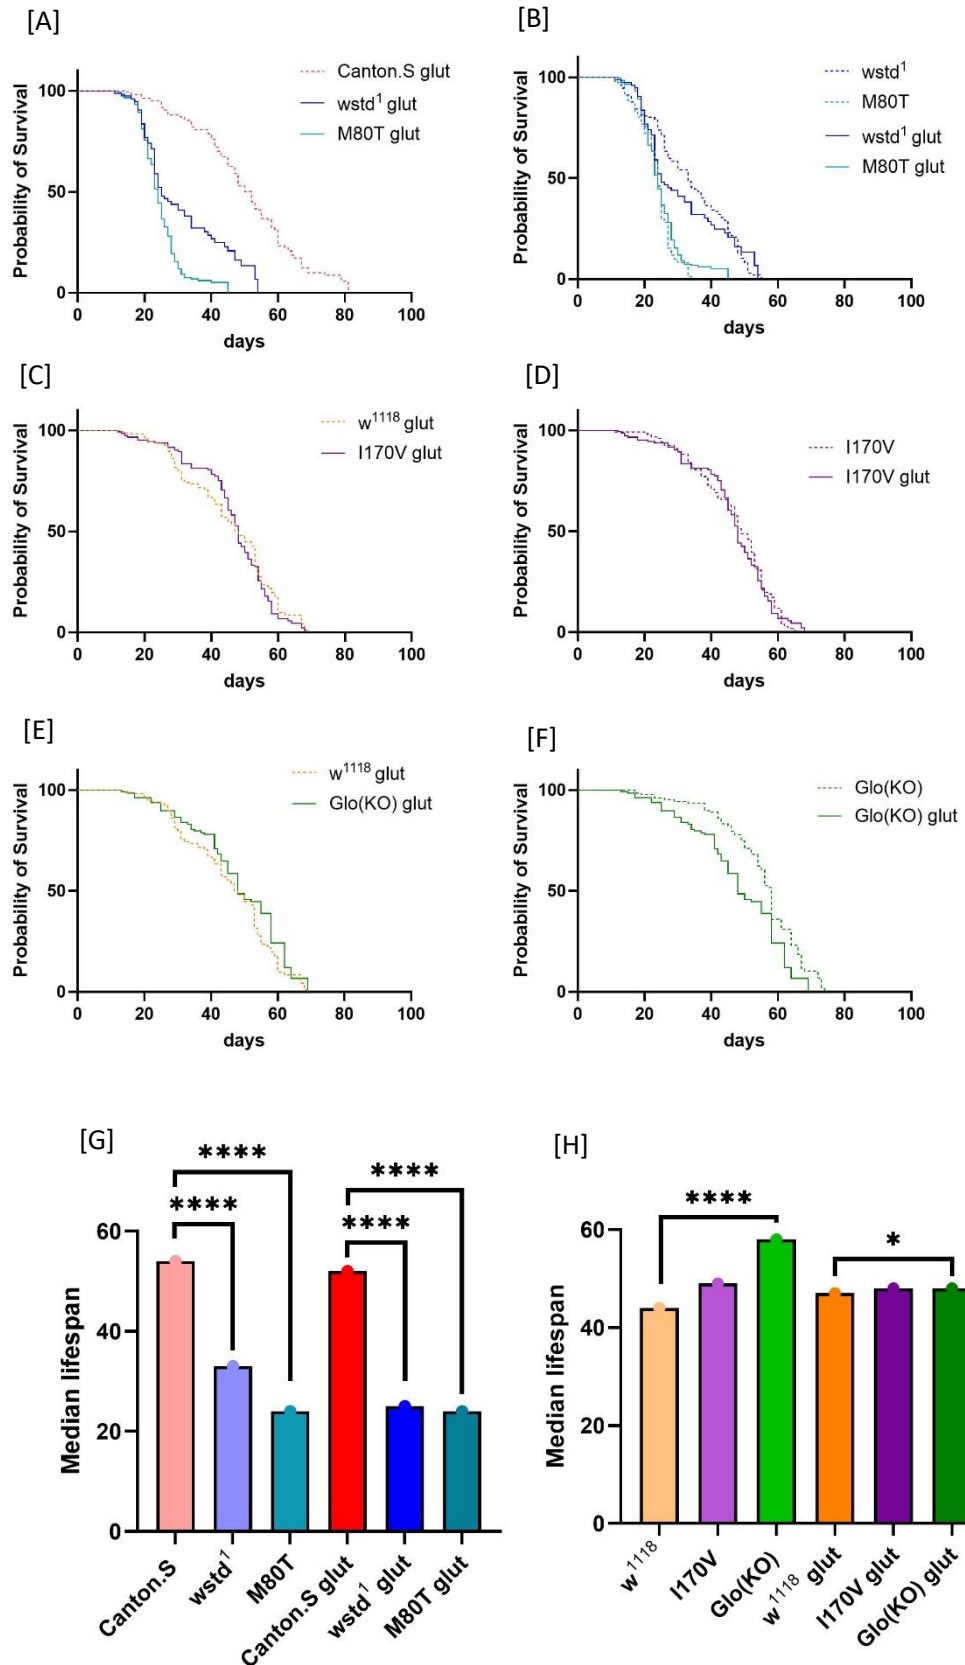 [A]
Canton.S glut
wstd¹ glut
M80T glut
Probability of Survival
100
50
0
0 20 40 60 80 100
days
[B]
wstd¹
M80T
wstd¹ glut
M80T glut
Probability of Survival
100
50
0
0 20 40 60 80 100
days
[C]
w¹¹¹⁸ glut
I170V glut
Probability of Survival
100
50
0
0 20 40 60 80 100
days
[D]
I170V
I170V glut
Probability of Survival
100
50
0
0 20 40 60 80 100
days
[E]
w¹¹¹⁸ glut
Glo(KO) glut
Probability of Survival
100
50
0
0 20 40 60 80 100
days
[F]
Glo(KO)
Glo(KO) glut
Probability of Survival
100
50
0
0 20 40 60 80 100
days
[G]
****
****
****
****
Median lifespan
60
40
20
0
Canton.S
wstd¹
M80T
Canton.S glut
wstd¹ glut
M80T glut
[H]
****
*
Median lifespan
60
40
20
0
w¹¹¹⁸
I170V
Glo(KO)
w¹¹¹⁸ glut
I170V glut
Glo(KO) glut